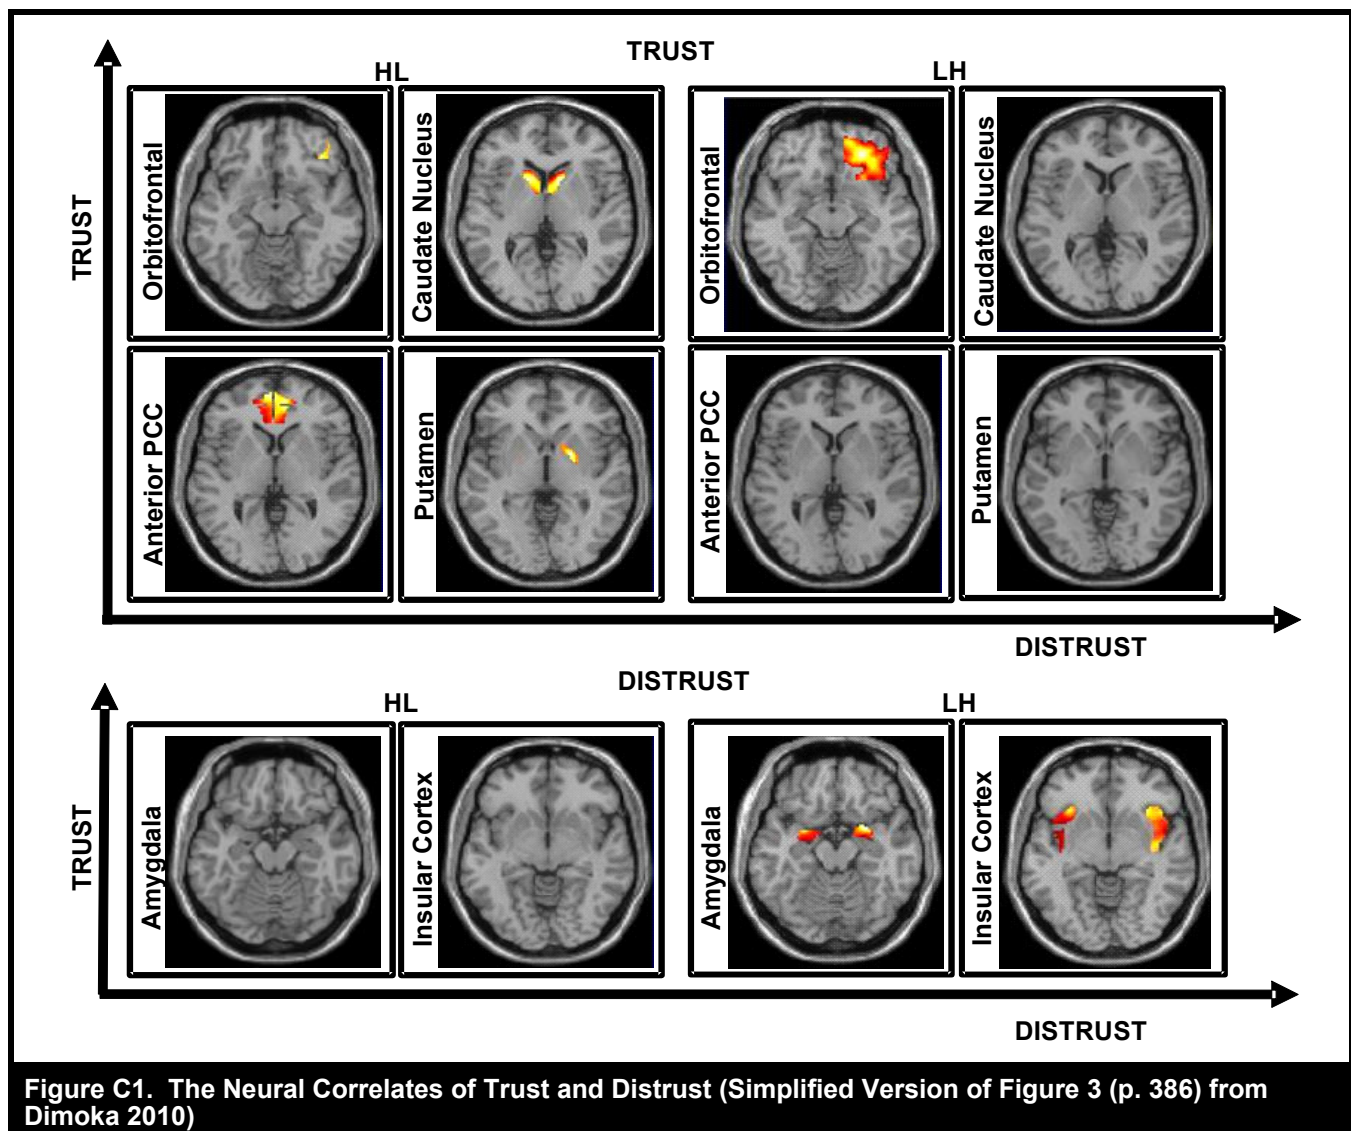 TRUST
HL
LH
TRUST
Orbitofrontal
Caudate Nucleus
Orbitofrontal
Caudate Nucleus
Anterior PCC
Putamen
Anterior PCC
Putamen
DISTRUST
DISTRUST
HL
LH
TRUST
Amygdala
Insular Cortex
Amygdala
Insular Cortex
DISTRUST
Figure C1. The Neural Correlates of Trust and Distrust (Simplified Version of Figure 3 (p. 386) from
Dimoka 2010)